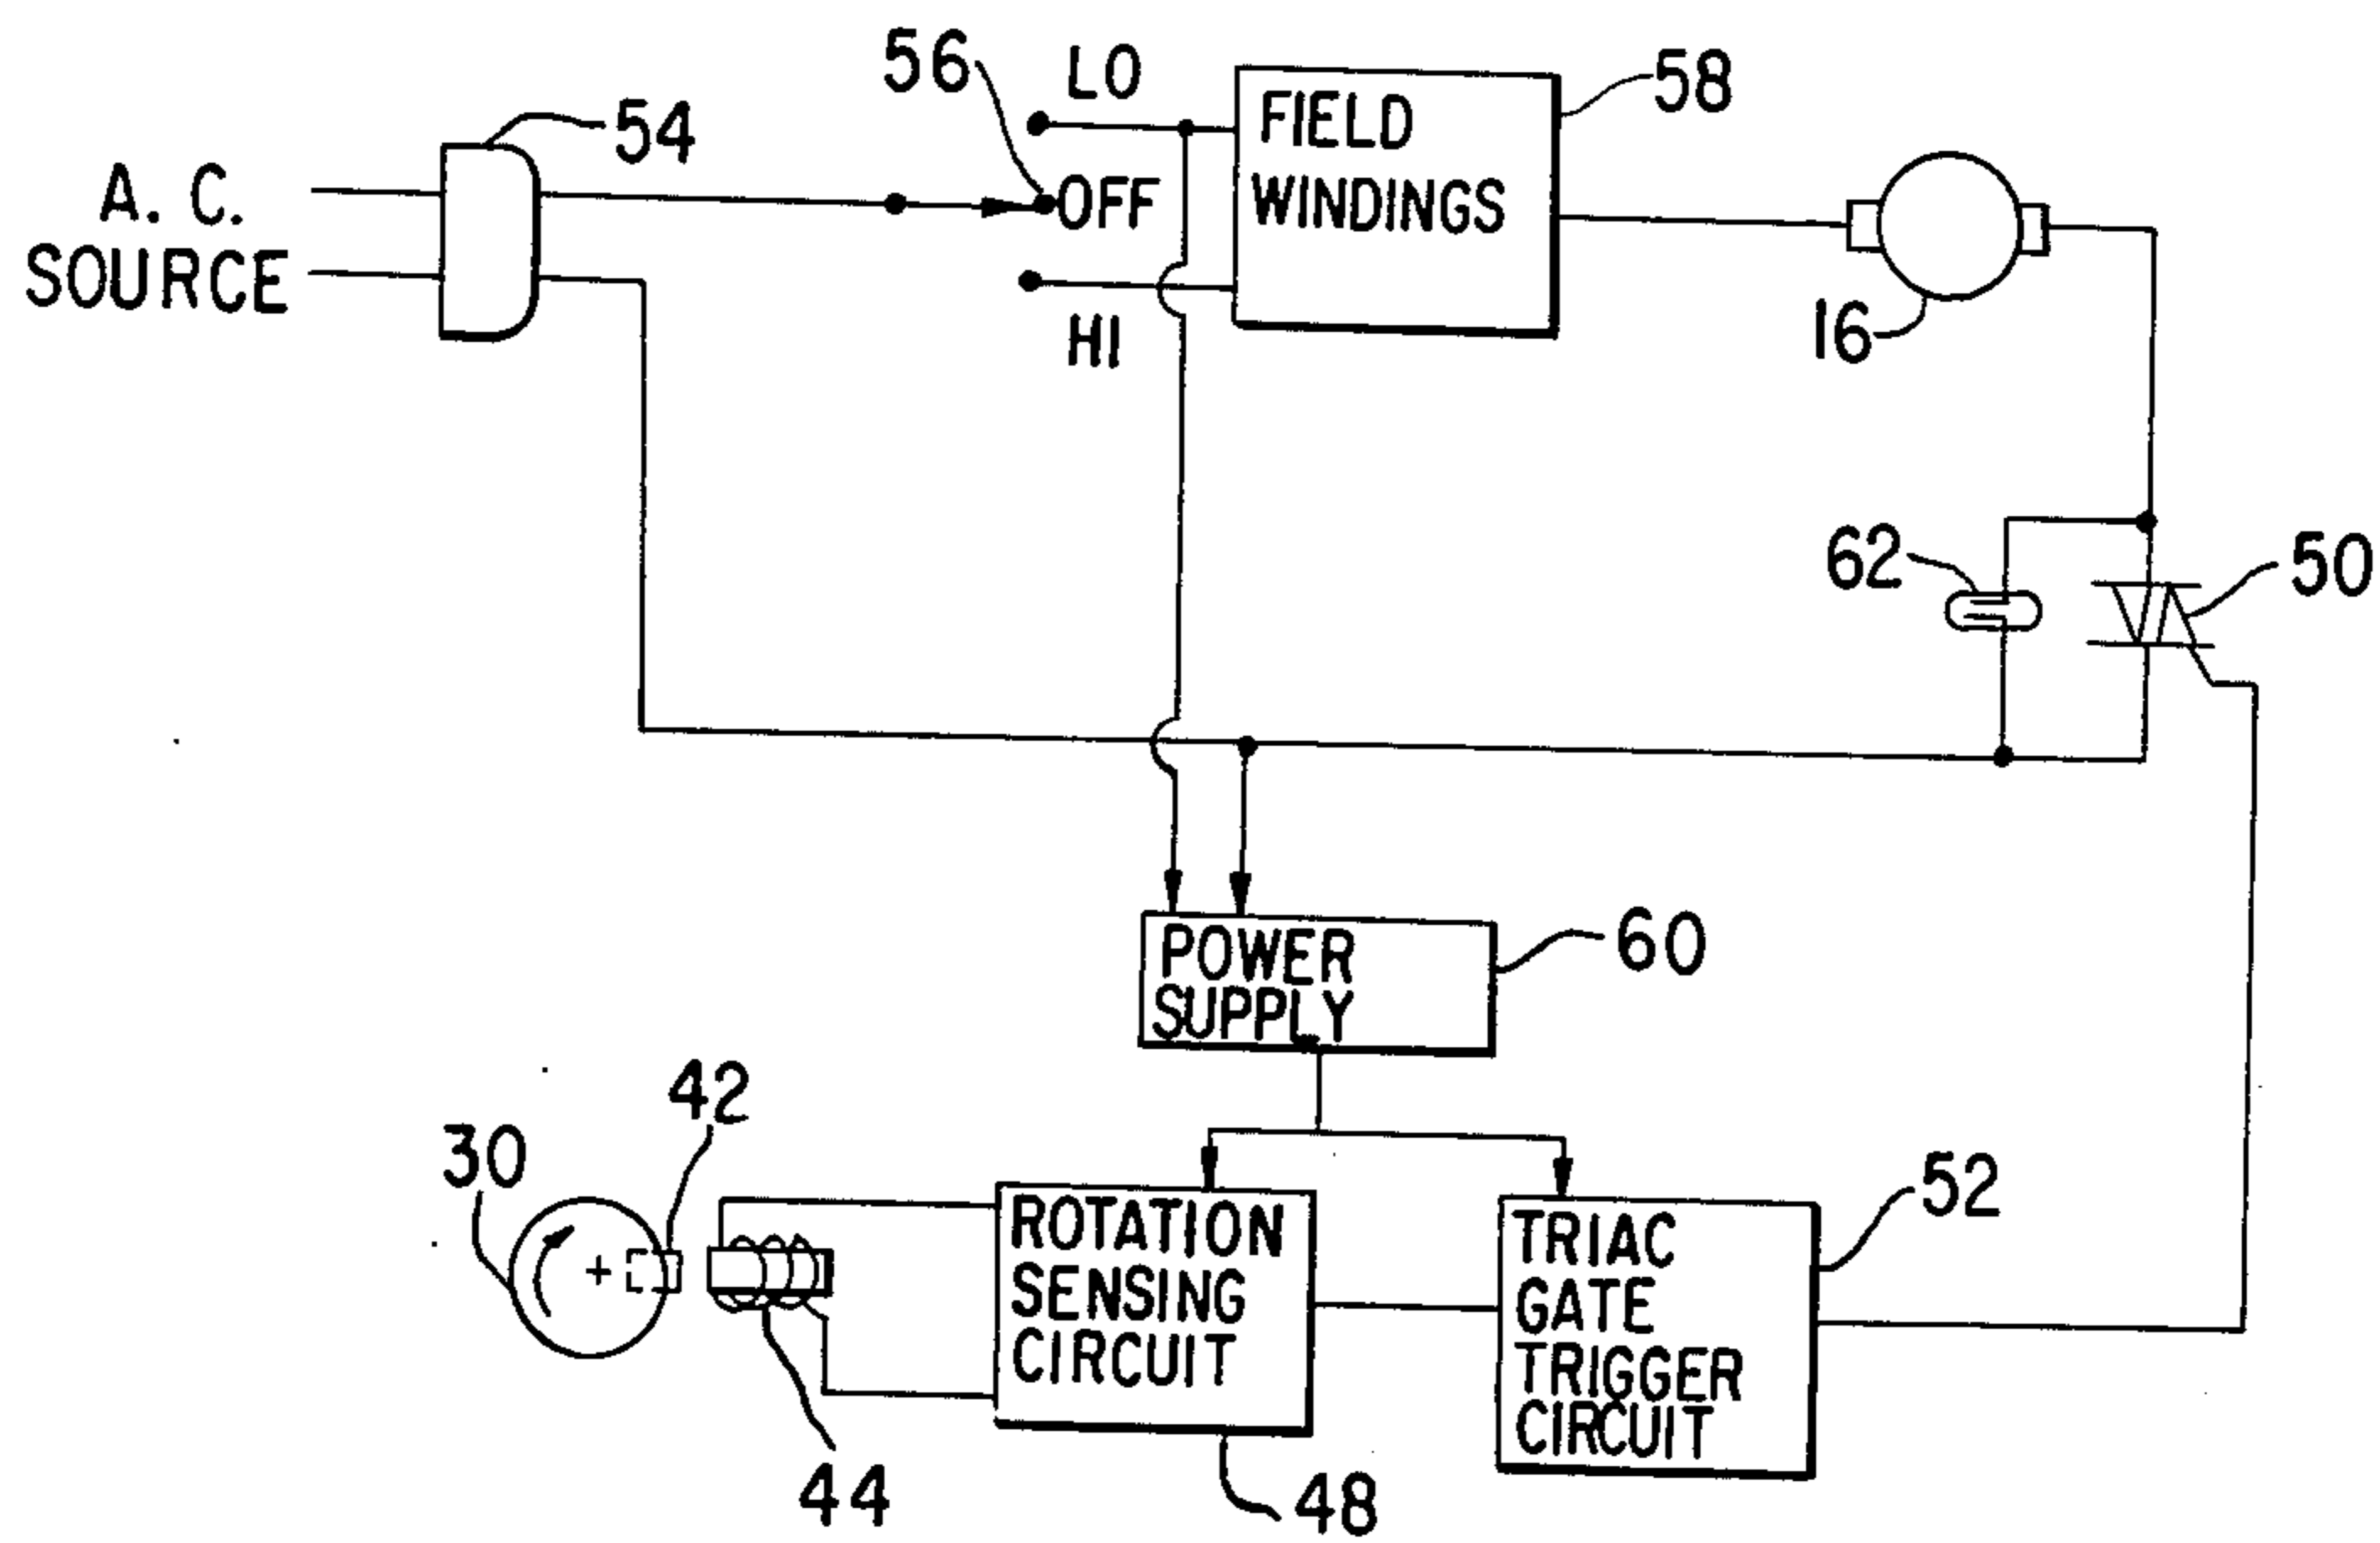 56
LO
58
54
FIELD
WINDINGS
A. C.
SOURCE
OFF
HI
16
62
50
POWER
SUPPLY
60
42
30
52
ROTATION
SENSING
CIRCUIT
TRIAC
GATE
TRIGGER
CIRCUIT
44
48